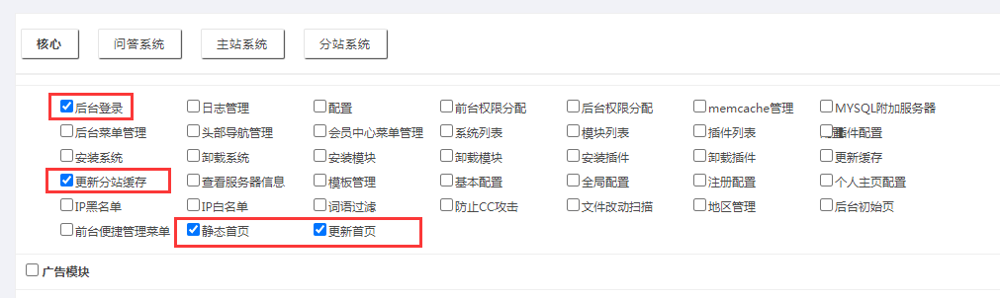 核心 问答系统 主站系统 分站系统
后台登录 日志管理 配置 前台权限分配 后台权限分配 memcache管理 MYSQL附加服务器
后台菜单管理 头部导航管理 会员中心菜单管理 系统列表 模块列表 插件列表 插件配置
安装系统 卸载系统 安装模块 卸载模块 安装插件 卸载插件 更新缓存
更新分站缓存 查看服务器信息 模板管理 基本配置 全局配置 注册配置 个人主页配置
IP黑名单 IP白名单 词语过滤 防止CC攻击 文件改动扫描 地区管理 后台初始页
前台便捷管理菜单 静态首页 更新首页
广告模块